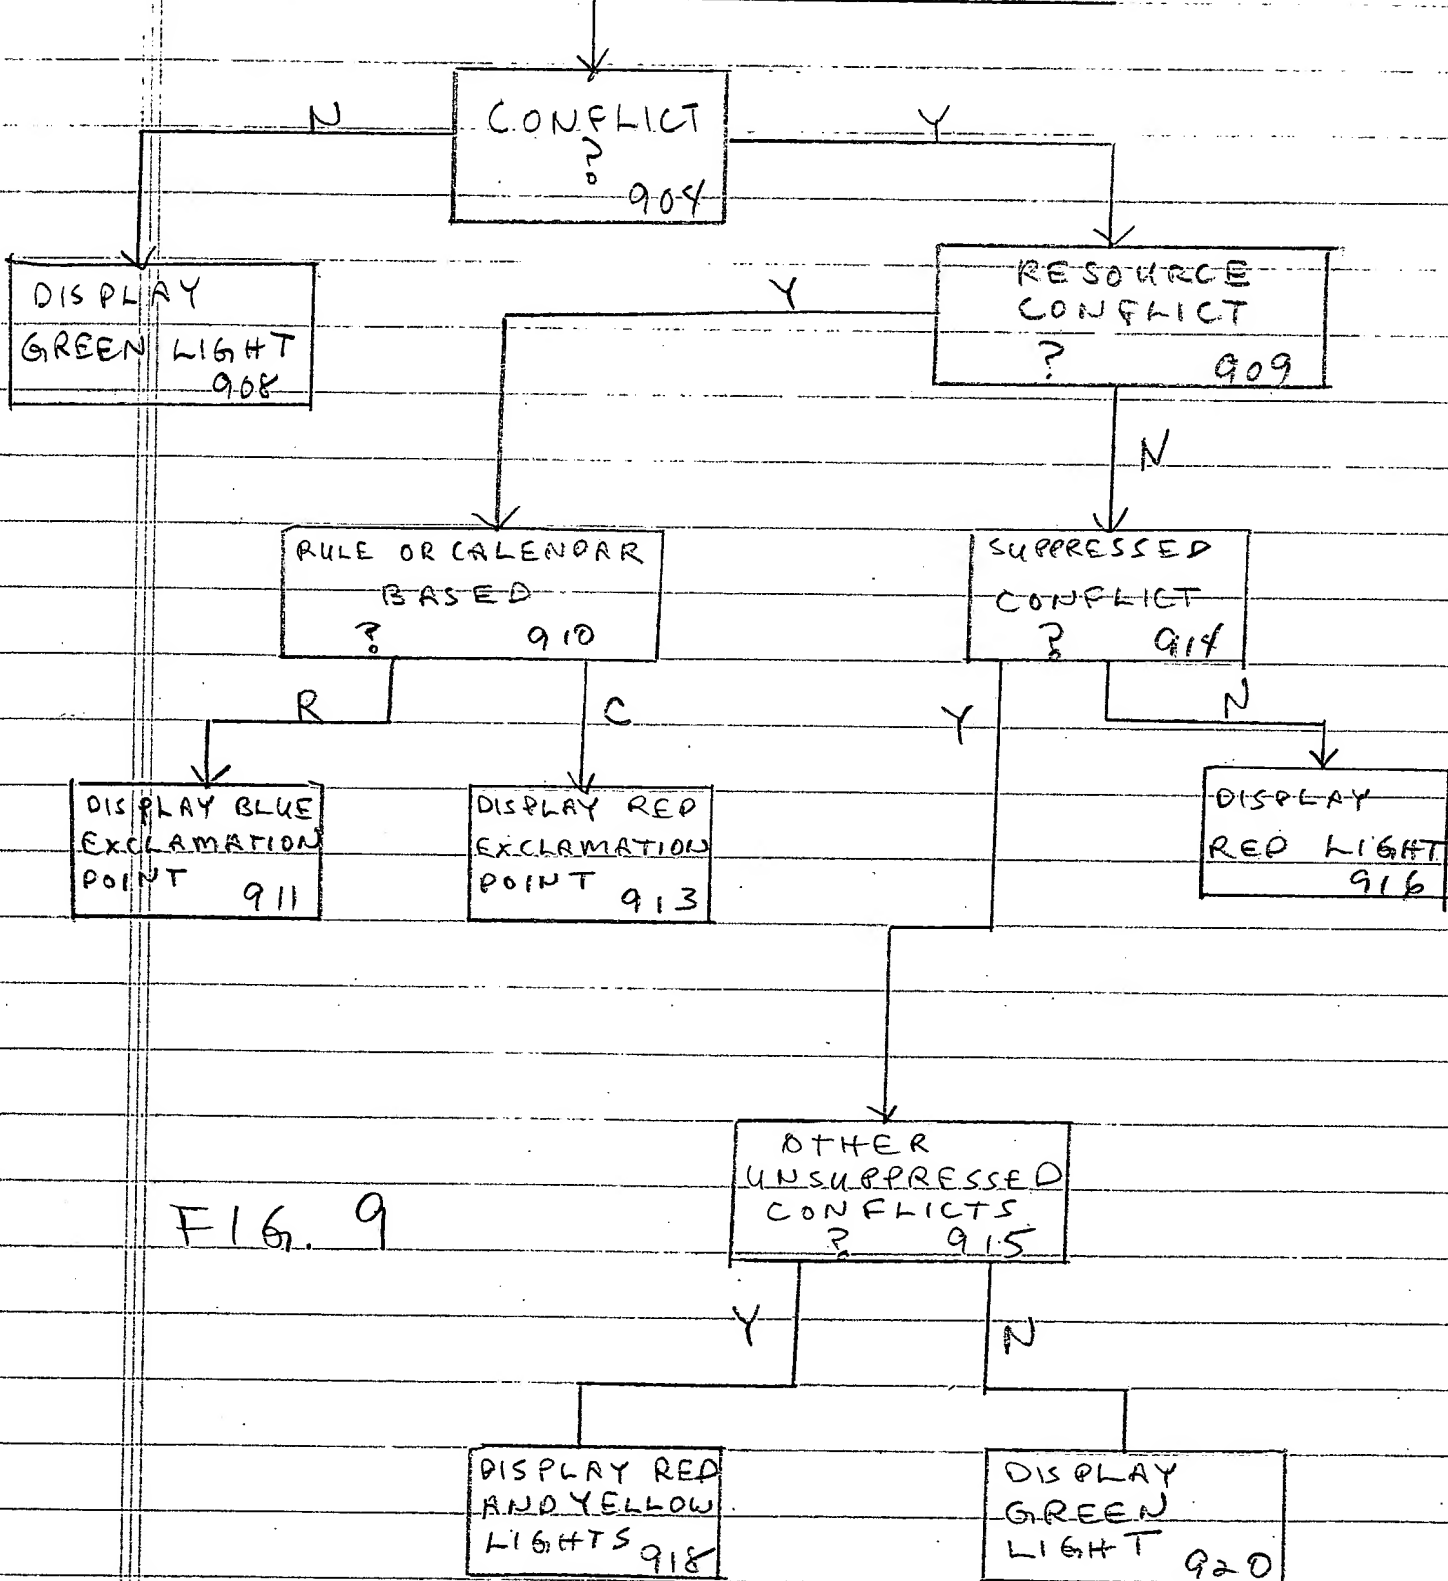 N
CONFLICT
?
904
Y
DISPLAY
GREEN LIGHT
908
Y
RESOURCE
CONFLICT
? 909
N
RULE OR CALENDAR
BASED
? 910
SUPPRESSED
CONFLICT
? 914
R
C
Y
N
DISPLAY BLUE
EXCLAMATION
POINT 911
DISPLAY RED
EXCLAMATION
POINT 913
DISPLAY
RED LIGHT
916
OTHER
UNSUPPRESSED
CONFLICTS
? 915
FIG. 9
Y
N
DISPLAY RED
AND YELLOW
LIGHTS 918
DISPLAY
GREEN
LIGHT 920